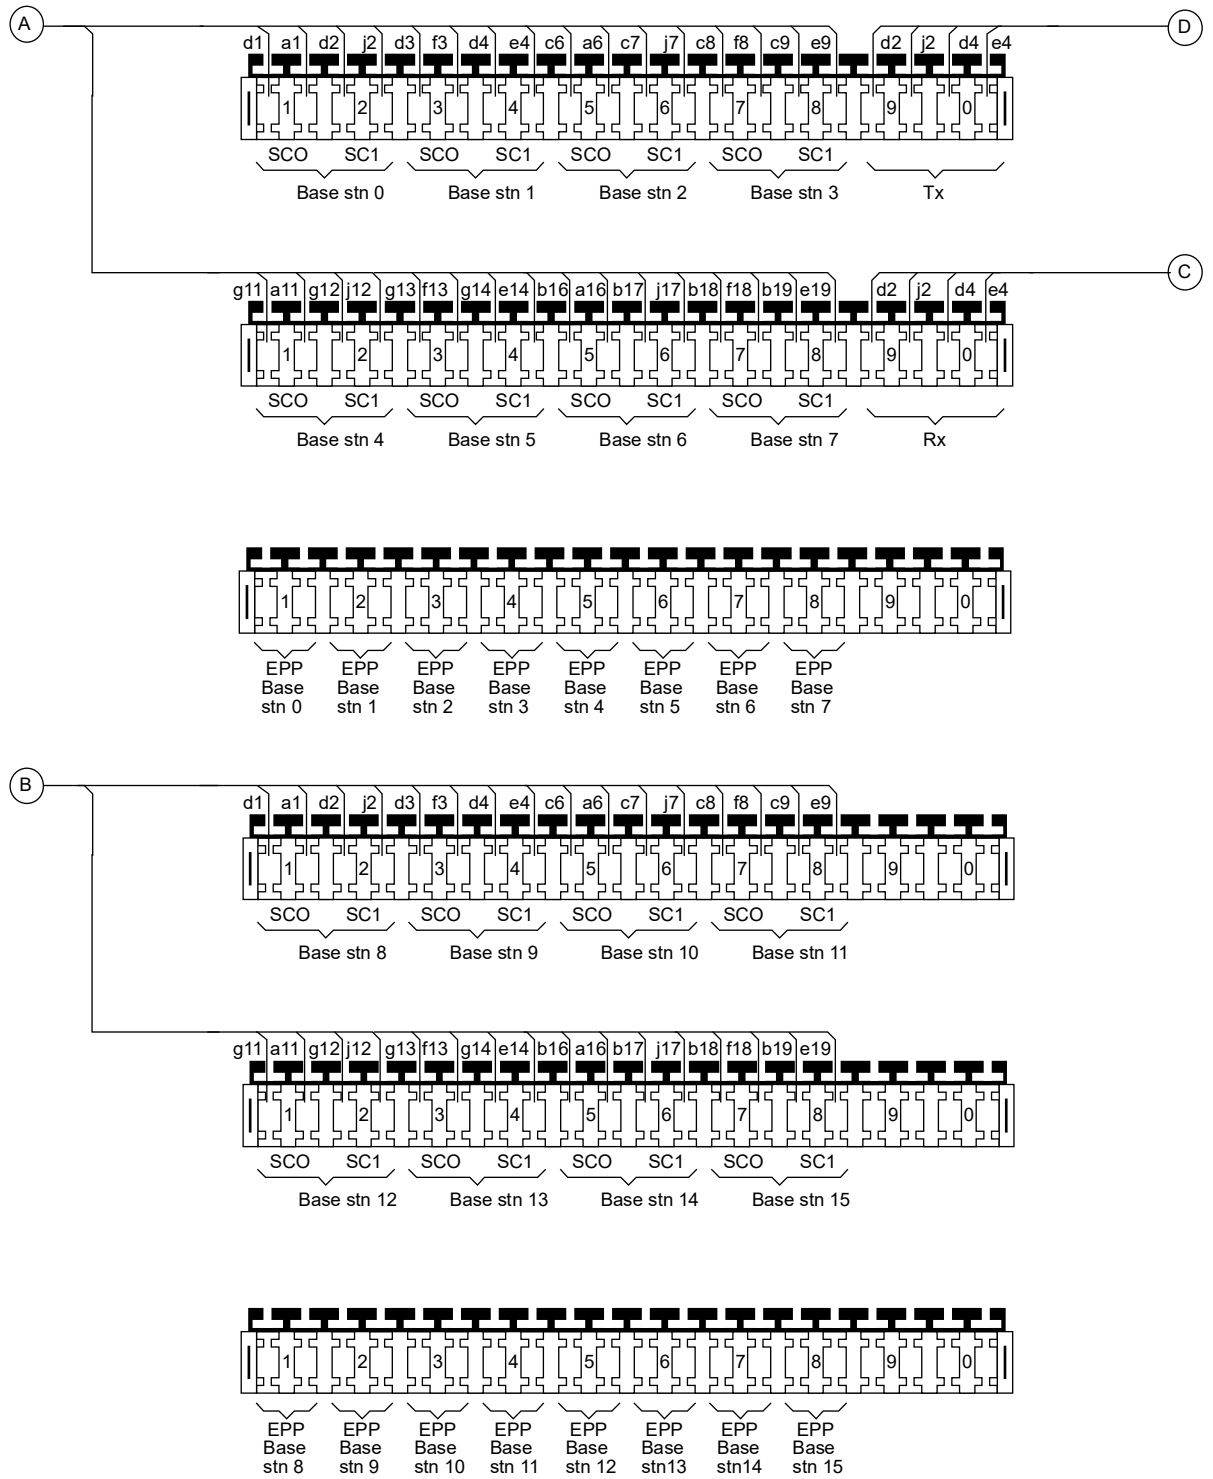 A D
d1 a1 d2 j2 d3 f3 d4 e4 c6 a6 c7 j7 c8 f8 c9 e9 d2 j2 d4 e4
1 2 3 4 5 6 7 8 9 0
SCO SC1 SCO SC1 SCO SC1 SCO SC1
Base stn 0 Base stn 1 Base stn 2 Base stn 3 Tx
C
g11 a11 g12 j12 g13 f13 g14 e14 b16 a16 b17 j17 b18 f18 b19 e19 d2 j2 d4 e4
1 2 3 4 5 6 7 8 9 0
SCO SC1 SCO SC1 SCO SC1 SCO SC1
Base stn 4 Base stn 5 Base stn 6 Base stn 7 Rx
1 2 3 4 5 6 7 8 9 0
EPP EPP EPP EPP EPP EPP EPP EPP
Base Base Base Base Base Base Base Base
stn 0 stn 1 stn 2 stn 3 stn 4 stn 5 stn 6 stn 7
B
d1 a1 d2 j2 d3 f3 d4 e4 c6 a6 c7 j7 c8 f8 c9 e9
1 2 3 4 5 6 7 8 9 0
SCO SC1 SCO SC1 SCO SC1 SCO SC1
Base stn 8 Base stn 9 Base stn 10 Base stn 11
g11 a11 g12 j12 g13 f13 g14 e14 b16 a16 b17 j17 b18 f18 b19 e19
1 2 3 4 5 6 7 8 9 0
SCO SC1 SCO SC1 SCO SC1 SCO SC1
Base stn 12 Base stn 13 Base stn 14 Base stn 15
1 2 3 4 5 6 7 8 9 0
EPP EPP EPP EPP EPP EPP EPP EPP
Base Base Base Base Base Base Base Base
stn 8 stn 9 stn 10 stn 11 stn 12 stn13 stn14 stn 15